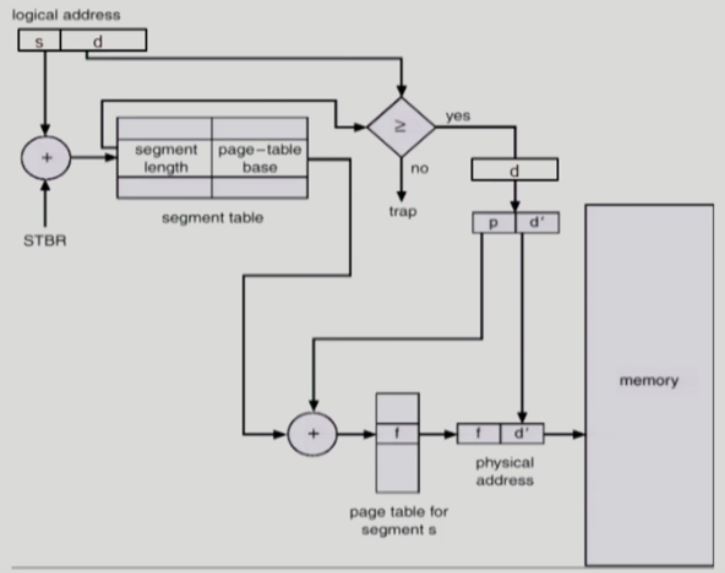 logical address
s d
≥
yes
segment length
page-table base
+
no
d
trap
segment table
p d'
STBR
memory
+
f
f d'
physical address
page table for segment s